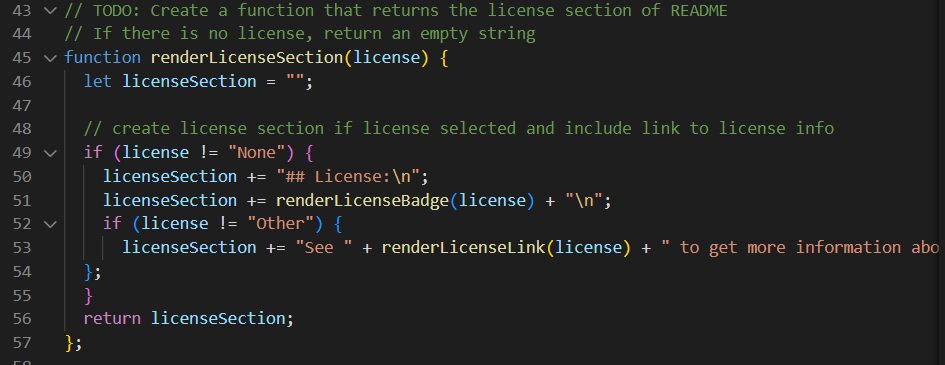 43 // TODO: Create a function that returns the license section of README
44 // If there is no license, return an empty string
45 function renderLicenseSection(license) {
46   let licenseSection = "";
47
48   // create license section if license selected and include link to license info
49   if (license != "None") {
50     licenseSection += "## License:\n";
51     licenseSection += renderLicenseBadge(license) + "\n";
52     if (license != "Other") {
53       licenseSection += "See " + renderLicenseLink(license) + " to get more information abo
54   };
55   }
56   return licenseSection;
57 };